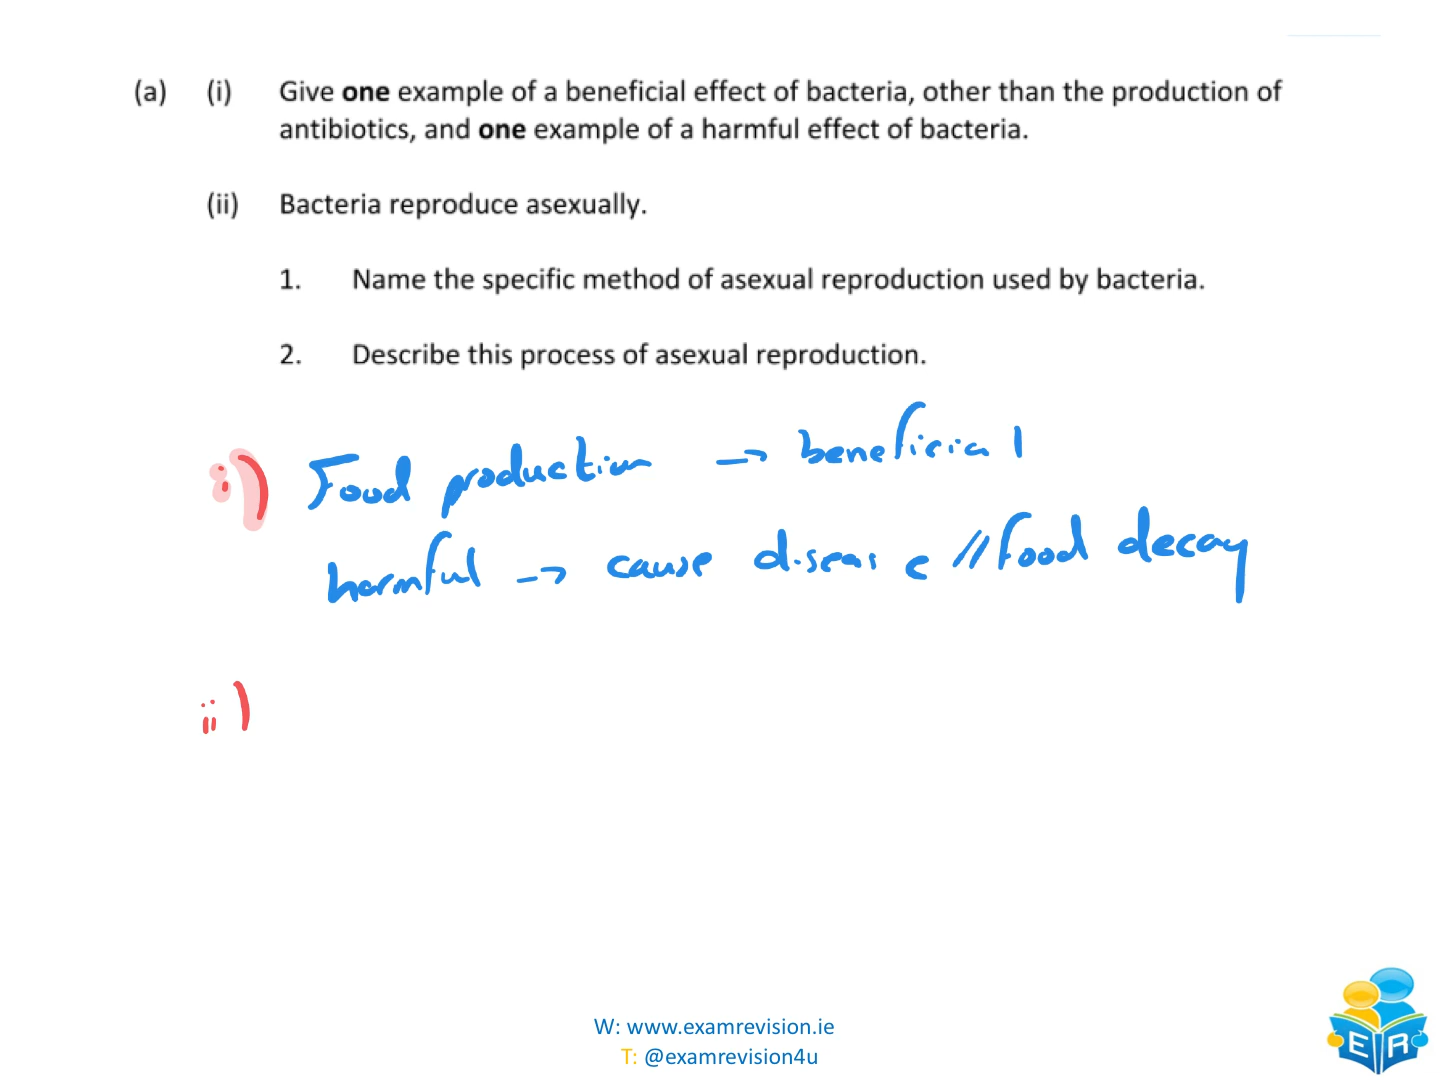 (a) (i) Give one example of a beneficial effect of bacteria, other than the production of
antibiotics, and one example of a harmful effect of bacteria.
(ii) Bacteria reproduce asexually.
1. Name the specific method of asexual reproduction used by bacteria.
2. Describe this process of asexual reproduction.
i) Food production → beneficial
harmful → cause disease // food decay
ii)
W: www.examrevision.ie
T: @examrevision4u
E R